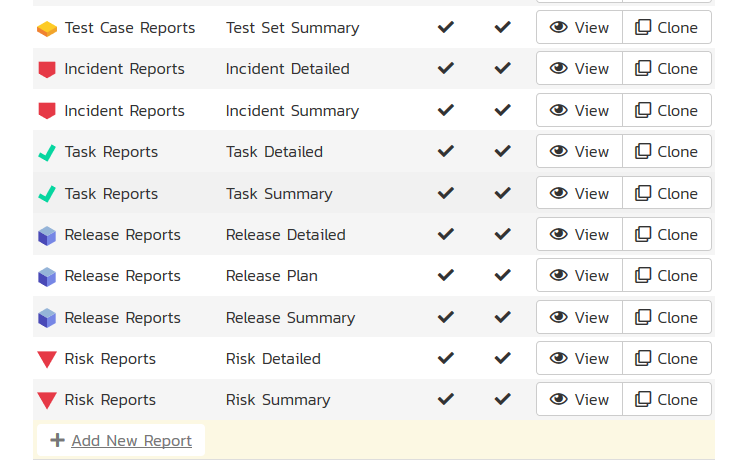 Test Case Reports Test Set Summary View Clone
Incident Reports Incident Detailed View Clone
Incident Reports Incident Summary View Clone
Task Reports Task Detailed View Clone
Task Reports Task Summary View Clone
Release Reports Release Detailed View Clone
Release Reports Release Plan View Clone
Release Reports Release Summary View Clone
Risk Reports Risk Detailed View Clone
Risk Reports Risk Summary View Clone
Add New Report